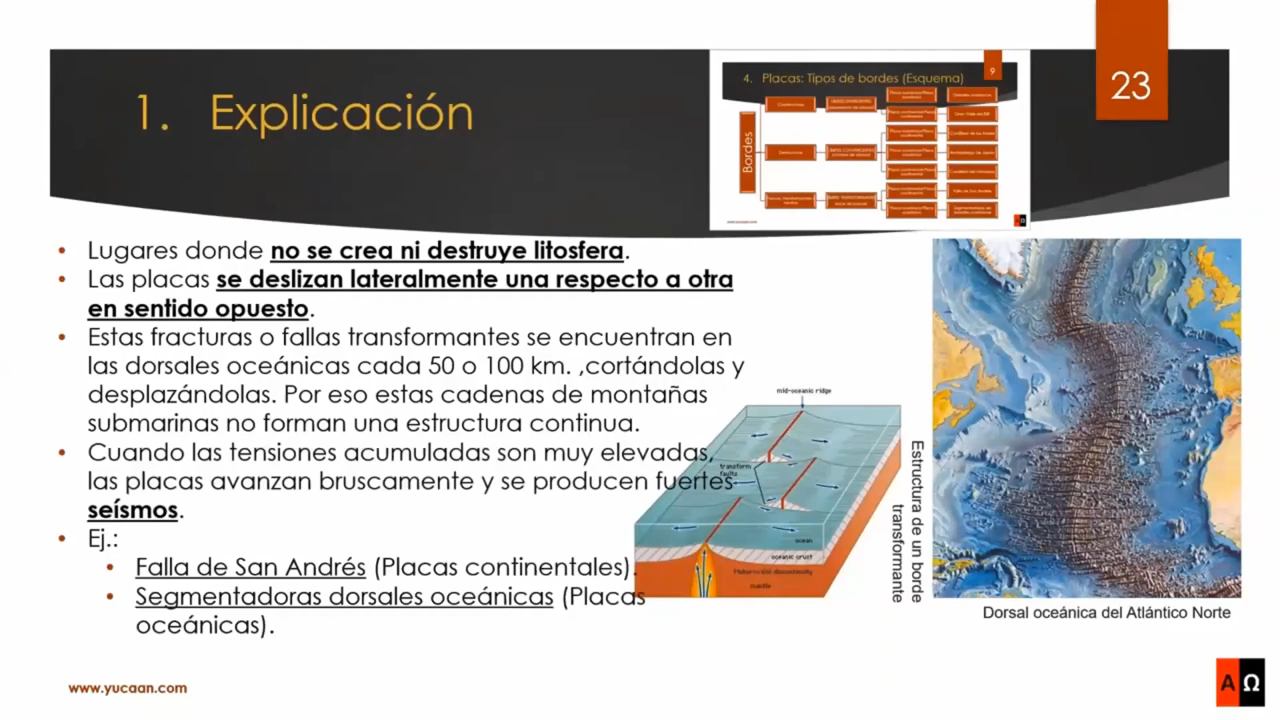 1. Explicación
23
4. Placas: Tipos de bordes (Esquema)
9
Bordes
• Lugares donde no se crea ni destruye litosfera.
• Las placas se deslizan lateralmente una respecto a otra
en sentido opuesto.
• Estas fracturas o fallas transformantes se encuentran en
las dorsales oceánicas cada 50 o 100 km. ,cortándolas y
desplazándolas. Por eso estas cadenas de montañas
submarinas no forman una estructura continua.
• Cuando las tensiones acumuladas son muy elevadas,
las placas avanzan bruscamente y se producen fuertes
seísmos.
• Ej.:
• Falla de San Andrés (Placas continentales).
• Segmentadoras dorsales oceánicas (Placas
oceánicas).
mid-oceanic ridge
transform
faults
ocean
oceanic crust
mantle
Estructura de un borde
transformante
Dorsal oceánica del Atlántico Norte
www.yucaan.com
ΑΩ